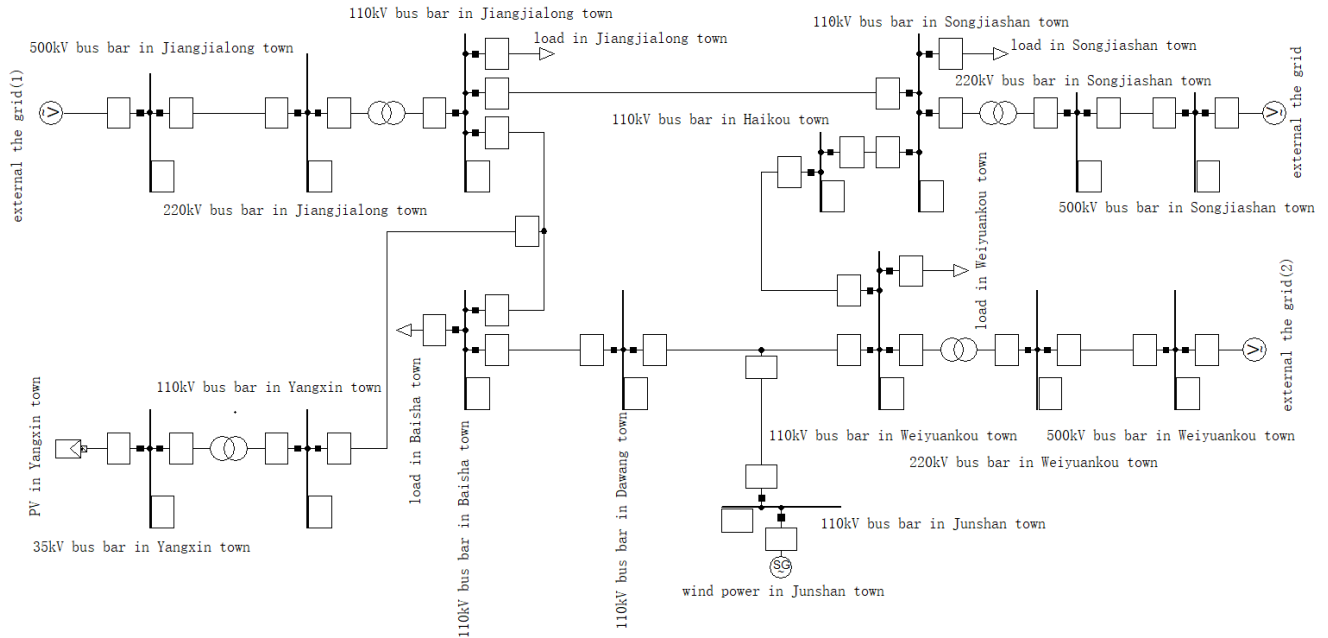 110kV bus bar in Jiangjialong town
110kV bus bar in Songjiashan town
load in Jiangjialong town
load in Songjiashan town
500kV bus bar in Jiangjialong town
220kV bus bar in Songjiashan town
external the grid(1)
external the grid
110kV bus bar in Haikou town
220kV bus bar in Jiangjialong town
500kV bus bar in Songjiashan town
load in Weiyuankou town
external the grid(2)
110kV bus bar in Yangxin town
load in Baisha town
PV in Yangxin town
110kV bus bar in Weiyuankou town
500kV bus bar in Weiyuankou town
220kV bus bar in Weiyuankou town
110kV bus bar in Baisha town
110kV bus bar in Dawang town
35kV bus bar in Yangxin town
110kV bus bar in Junshan town
SG
wind power in Junshan town